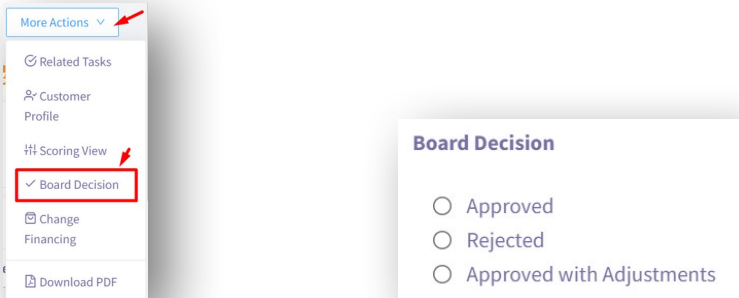 More Actions
Related Tasks
Customer
Profile
Scoring View
Board Decision
Change
Financing
Download PDF
Board Decision
Approved
Rejected
Approved with Adjustments